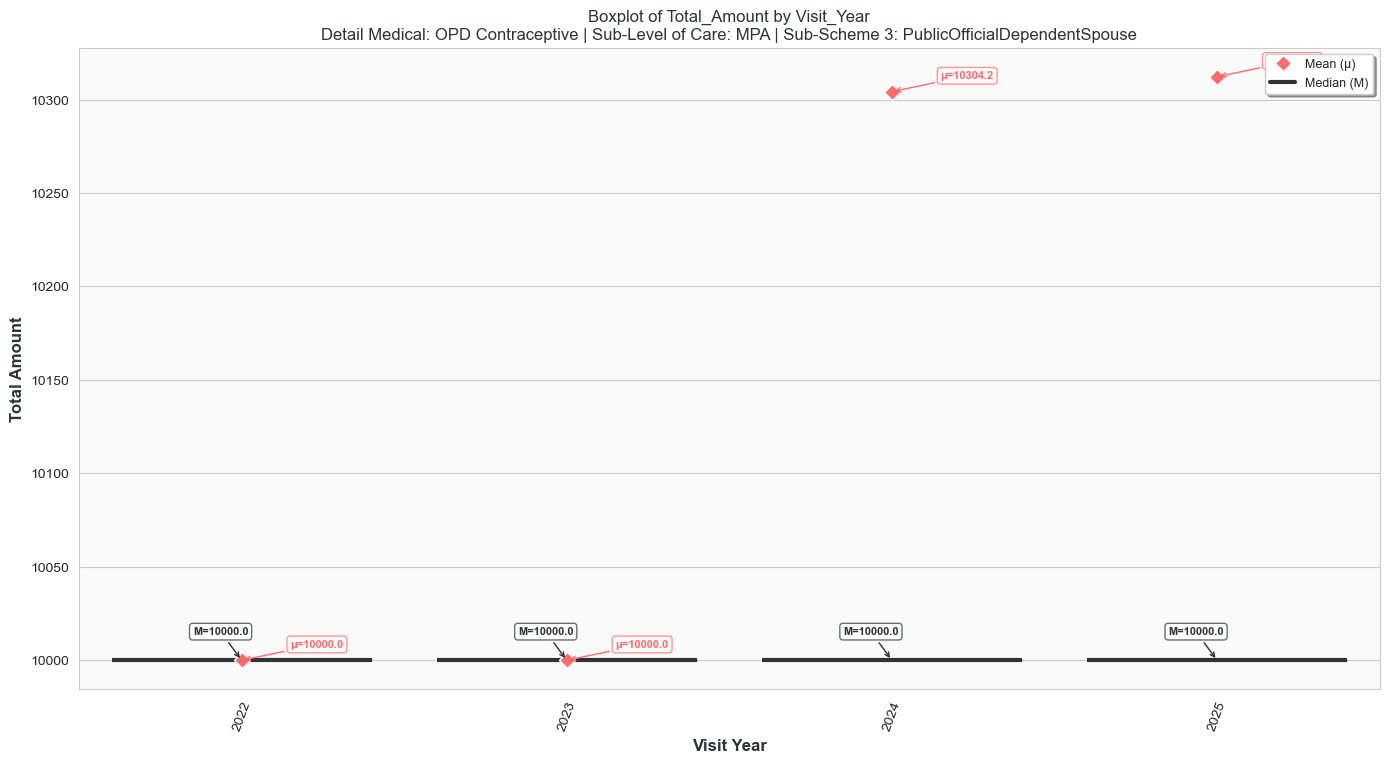 Boxplot of Total_Amount by Visit_Year
Detail Medical: OPD Contraceptive | Sub-Level of Care: MPA | Sub-Scheme 3: PublicOfficialDependentSpouse
Mean (μ)
Median (M)
μ=10304.2
10300
10250
10200
10150
10100
10050
10000
Total Amount
M=10000.0
μ=10000.0
M=10000.0
μ=10000.0
M=10000.0
M=10000.0
2022
2023
2024
2025
Visit Year